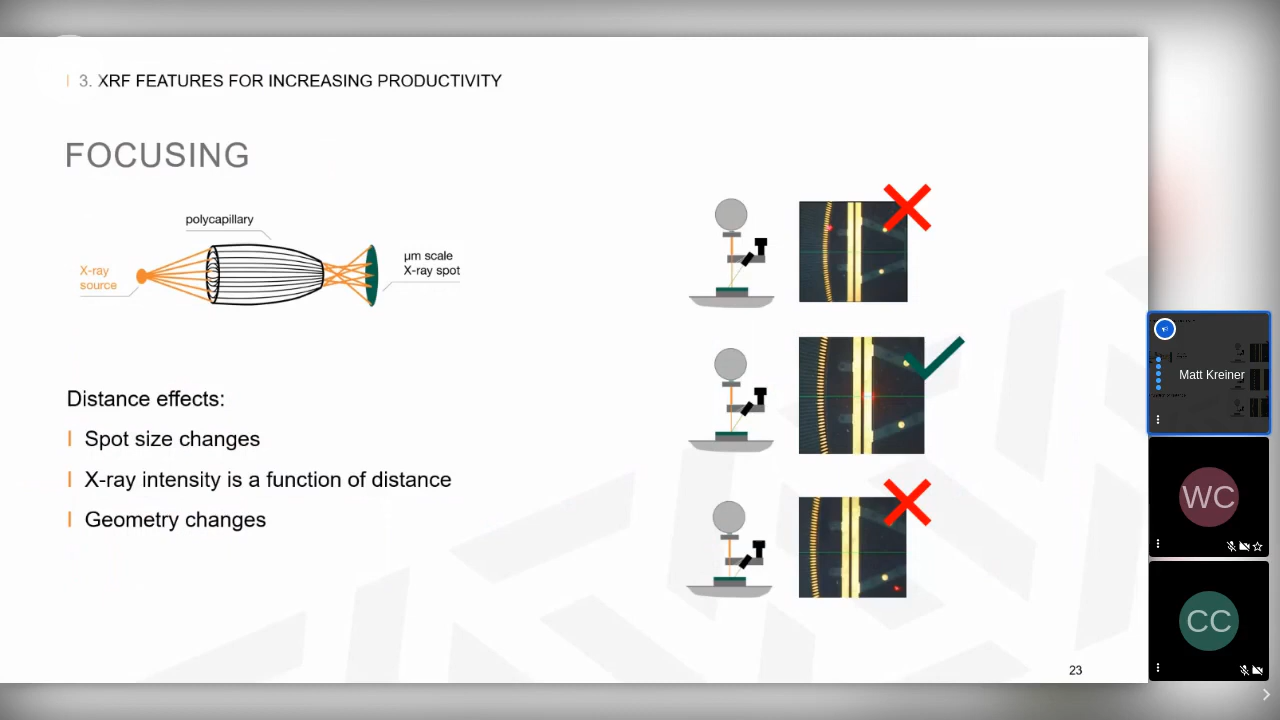 3. XRF FEATURES FOR INCREASING PRODUCTIVITY
FOCUSING
polycapillary
X-ray
source
µm scale
X-ray spot
Distance effects:
Spot size changes
X-ray intensity is a function of distance
Geometry changes
23
Matt Kreiner
WC
CC